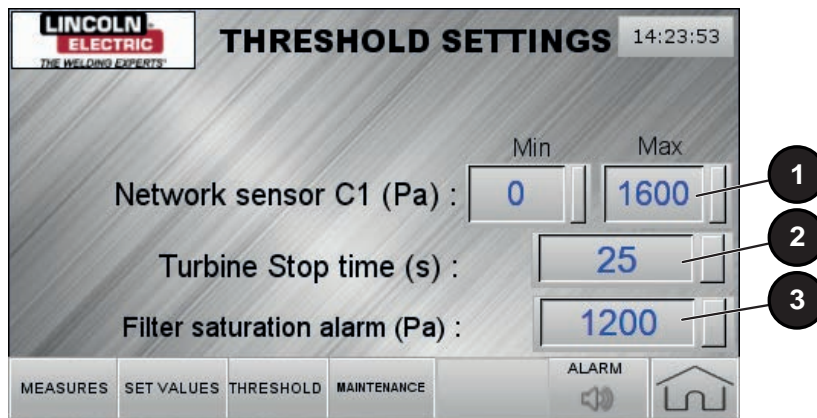 LINCOLN
ELECTRIC
THE WELDING EXPERTS®
THRESHOLD SETTINGS
14:23:53
Min Max
Network sensor C1 (Pa) : 0 1600
1
Turbine Stop time (s) : 25
2
Filter saturation alarm (Pa) : 1200
3
MEASURES SET VALUES THRESHOLD MAINTENANCE ALARM